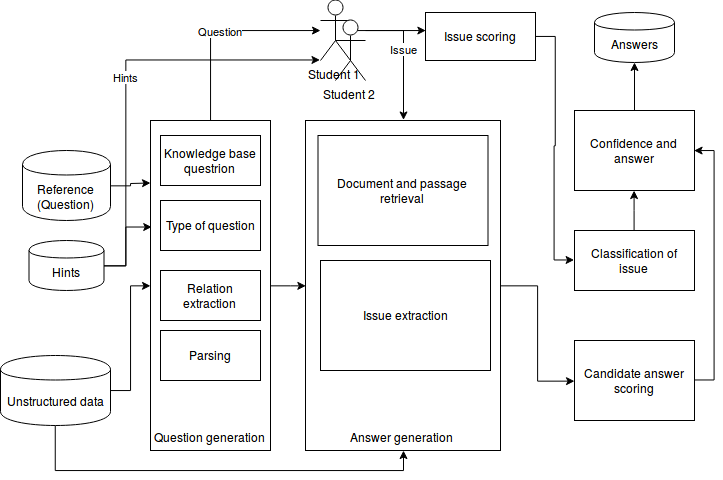 Question
Issue
Issue scoring
Answers
Hints
Student 1
Student 2
Knowledge base
questrion
Reference
(Question)
Type of question
Hints
Relation
extraction
Parsing
Unstructured data
Question generation
Document and passage
retrieval
Issue extraction
Answer generation
Confidence and
answer
Classification of
issue
Candidate answer
scoring